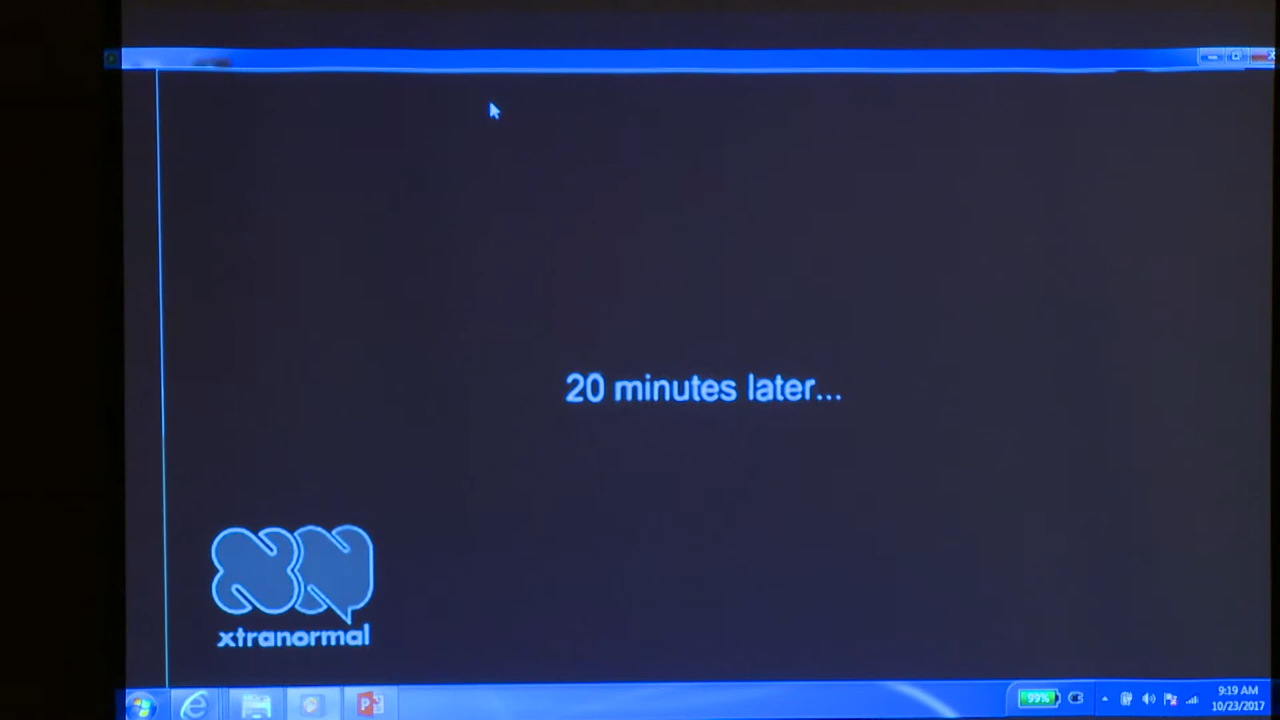 20 minutes later...
xtranormal
99%
9:19 AM
10/23/2017